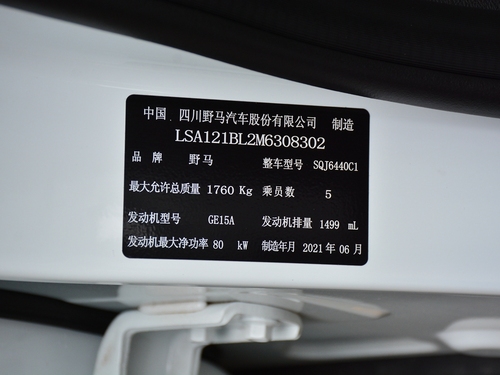 中国 四川野马汽车股份有限公司 制造
LSA121BL2M6308302
品牌 野马 整车型号 SQJ6440C1
最大允许总质量 1760 Kg 乘员数 5
发动机型号 GE15A 发动机排量 1499 mL
发动机最大净功率 80 kW 制造年月 2021 年 06 月